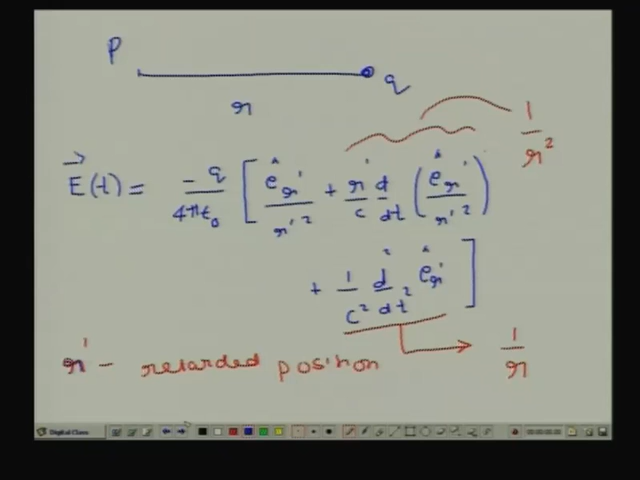 P
q
r
1/r²
E⃗(t) = -q/4πε₀ [ ê_r'/r'² + r'/c d/dt ( ê_r'/r'² )
+ 1/c² d²/dt² ê_r' ]
r' - retarded position
1/r
Digital Class